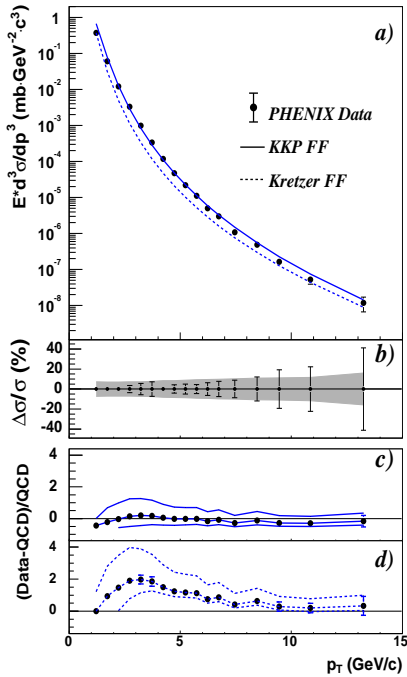 a)
E*d³σ/dp³ (mb·GeV⁻²·c³)
1
10⁻¹
10⁻²
10⁻³
10⁻⁴
10⁻⁵
10⁻⁶
10⁻⁷
10⁻⁸
PHENIX Data
KKP FF
Kretzer FF
b)
Δσ/σ (%)
40
20
0
-20
-40
c)
(Data-QCD)/QCD
4
2
0
d)
4
2
0
0 5 10 15
p_T (GeV/c)